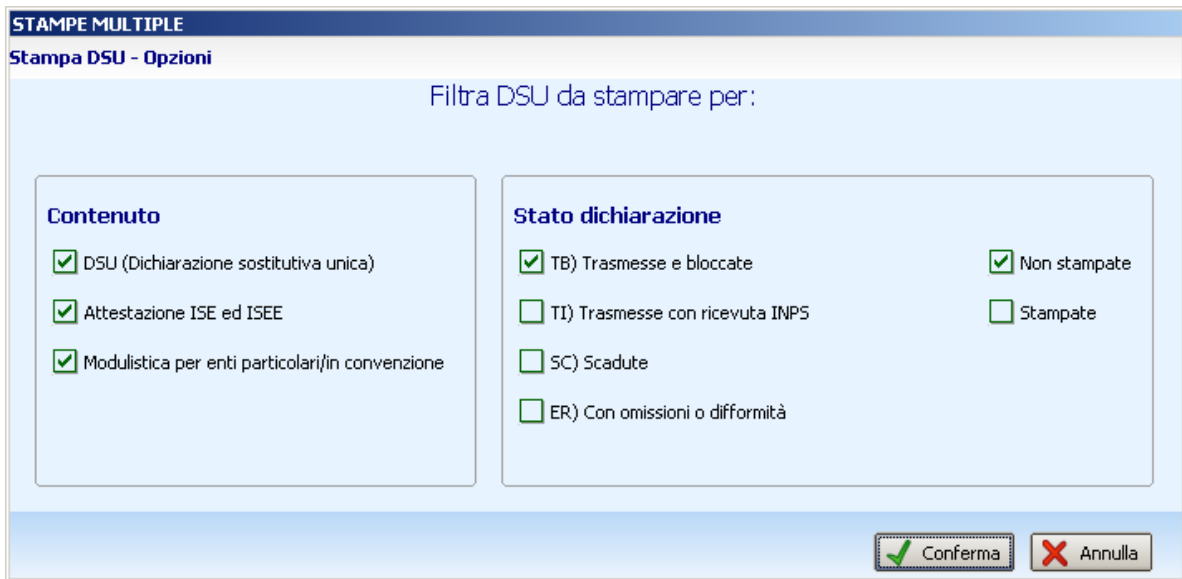 STAMPE MULTIPLE
Stampa DSU - Opzioni
Filtra DSU da stampare per:
Contenuto
DSU (Dichiarazione sostitutiva unica)
Attestazione ISE ed ISEE
Modulistica per enti particolari/in convenzione
Stato dichiarazione
TB) Trasmesse e bloccate
Non stampate
TI) Trasmesse con ricevuta INPS
Stampate
SC) Scadute
ER) Con omissioni o difformità
Conferma
Annulla